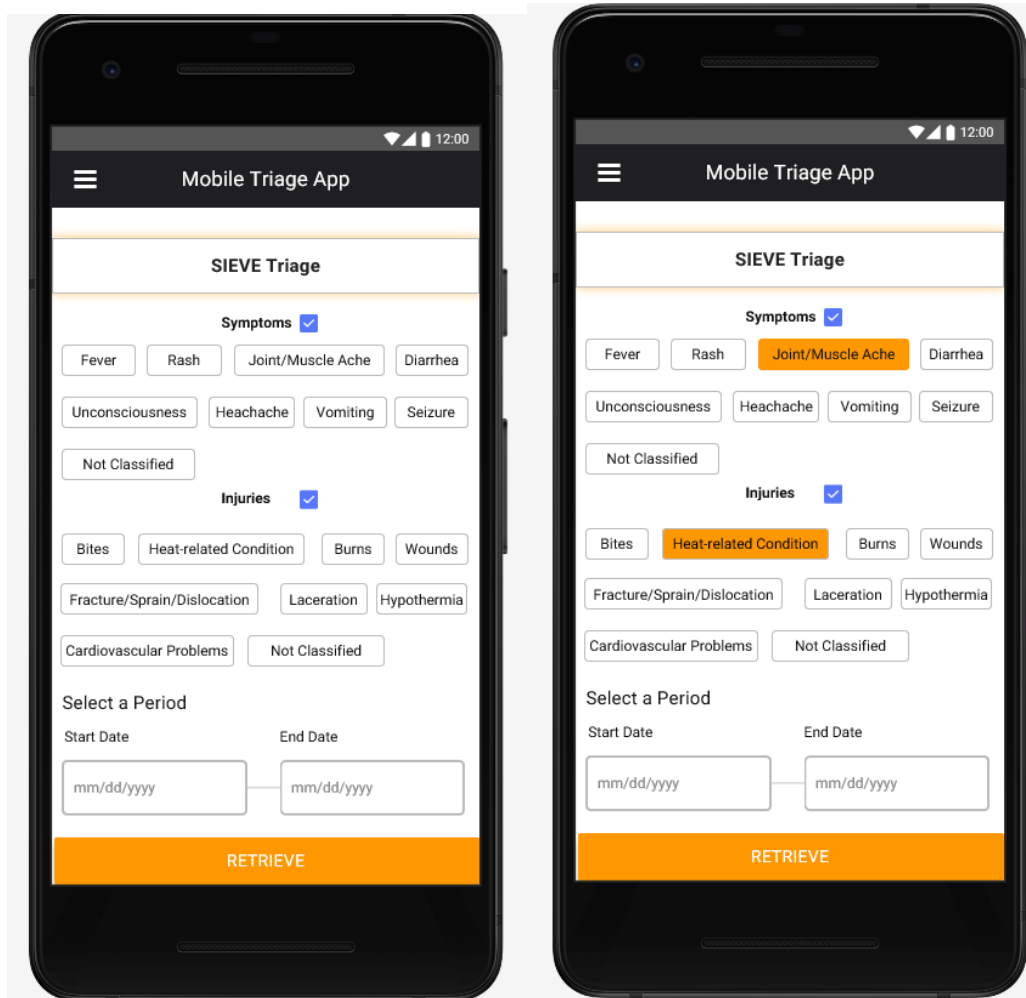 12:00
Mobile Triage App
SIEVE Triage
Symptoms
Fever Rash Joint/Muscle Ache Diarrhea
Unconsciousness Heachache Vomiting Seizure
Not Classified
Injuries
Bites Heat-related Condition Burns Wounds
Fracture/Sprain/Dislocation Laceration Hypothermia
Cardiovascular Problems Not Classified
Select a Period
Start Date End Date
mm/dd/yyyy mm/dd/yyyy
RETRIEVE
12:00
Mobile Triage App
SIEVE Triage
Symptoms
Fever Rash Joint/Muscle Ache Diarrhea
Unconsciousness Heachache Vomiting Seizure
Not Classified
Injuries
Bites Heat-related Condition Burns Wounds
Fracture/Sprain/Dislocation Laceration Hypothermia
Cardiovascular Problems Not Classified
Select a Period
Start Date End Date
mm/dd/yyyy mm/dd/yyyy
RETRIEVE